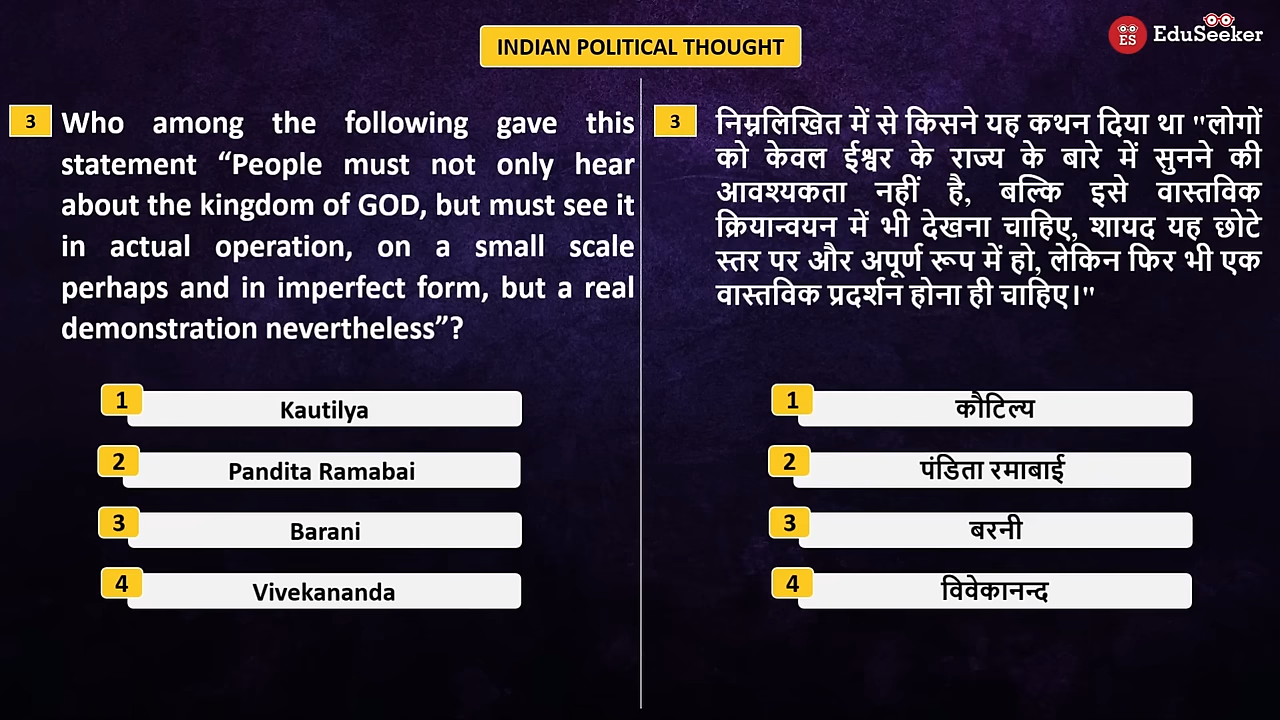 INDIAN POLITICAL THOUGHT
ES EduSeeker
3 Who among the following gave this
statement “People must not only hear
about the kingdom of GOD, but must see it
in actual operation, on a small scale
perhaps and in imperfect form, but a real
demonstration nevertheless”?
1 Kautilya
2 Pandita Ramabai
3 Barani
4 Vivekananda
3 निम्नलिखित में से किसने यह कथन दिया था "लोगों
को केवल ईश्वर के राज्य के बारे में सुनने की
आवश्यकता नहीं है, बल्कि इसे वास्तविक
क्रियान्वयन में भी देखना चाहिए, शायद यह छोटे
स्तर पर और अपूर्ण रूप में हो, लेकिन फिर भी एक
वास्तविक प्रदर्शन होना ही चाहिए।"
1 कौटिल्य
2 पंडिता रमाबाई
3 बरनी
4 विवेकानन्द